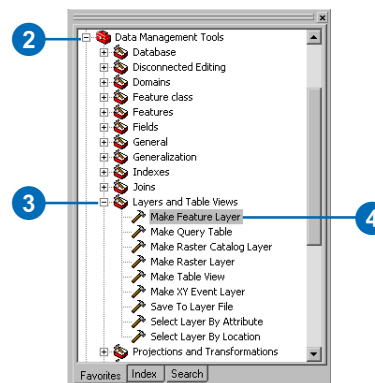 2
Data Management Tools
Database
Disconnected Editing
Domains
Feature class
Features
Fields
General
Generalization
Indexes
Joins
3
Layers and Table Views
Make Feature Layer
4
Make Query Table
Make Raster Catalog Layer
Make Raster Layer
Make Table View
Make XY Event Layer
Save To Layer File
Select Layer By Attribute
Select Layer By Location
Projections and Transformations
Favorites Index Search